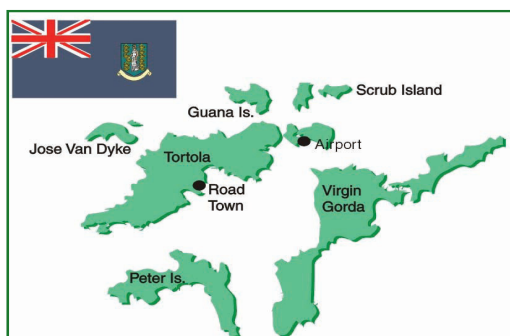 Scrub Island
Guana Is.
Airport
Jose Van Dyke
Tortola
Road
Town
Virgin
Gorda
Peter Is.